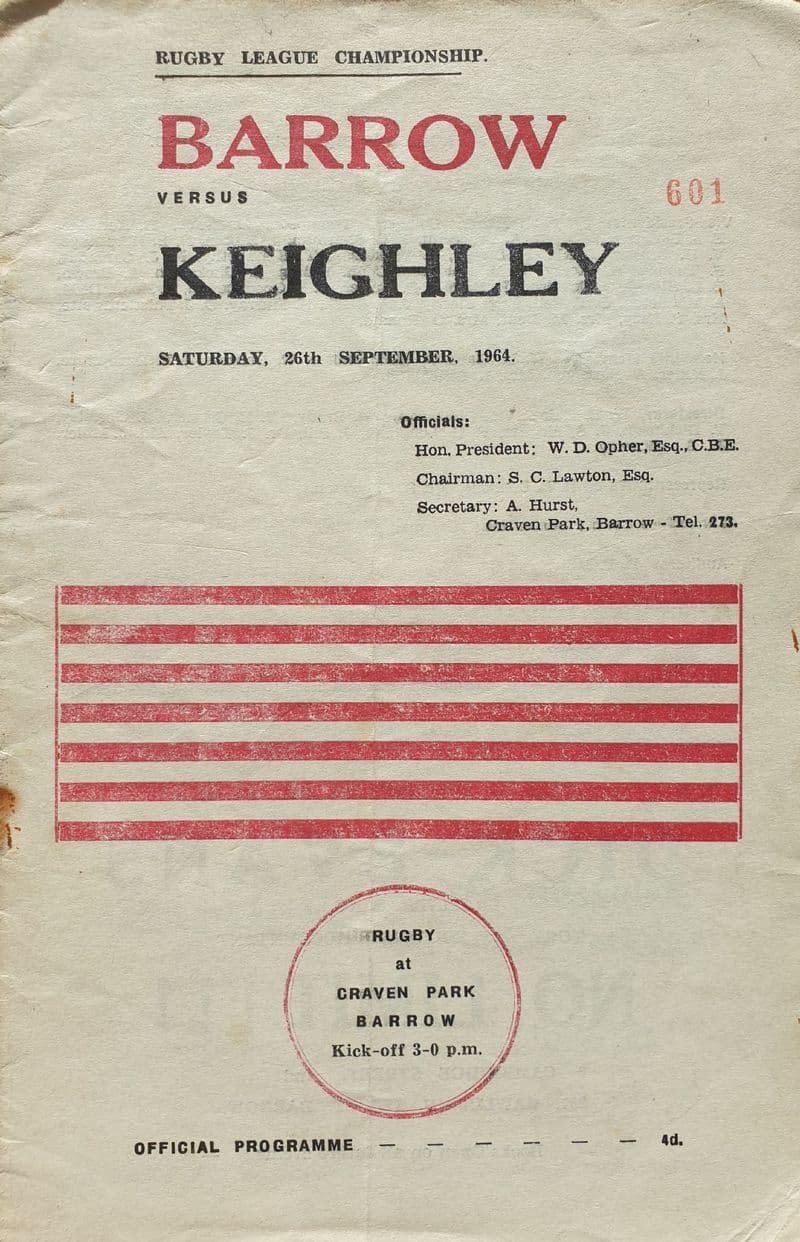 RUGBY LEAGUE CHAMPIONSHIP.
BARROW
VERSUS
601
KEIGHLEY
SATURDAY, 26th SEPTEMBER, 1964.
Officials:
Hon. President: W. D. Opher, Esq., C.B.E.
Chairman: S. C. Lawton, Esq.
Secretary: A. Hurst,
Craven Park, Barrow - Tel. 273.
RUGBY
at
CRAVEN PARK
BARROW
Kick-off 3-0 p.m.
OFFICIAL PROGRAMME — — — — — — 4d.